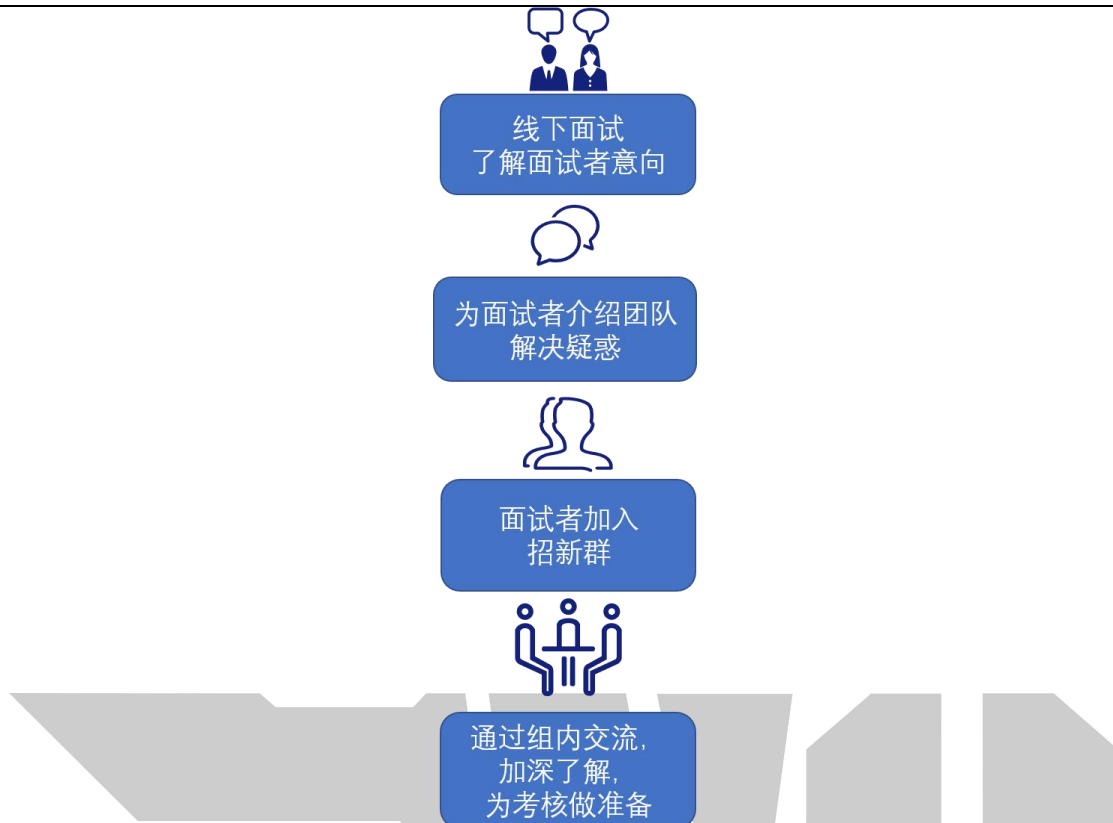 线下面试
了解面试者意向
为面试者介绍团队
解决疑惑
面试者加入
招新群
通过组内交流,
加深了解,
为考核做准备